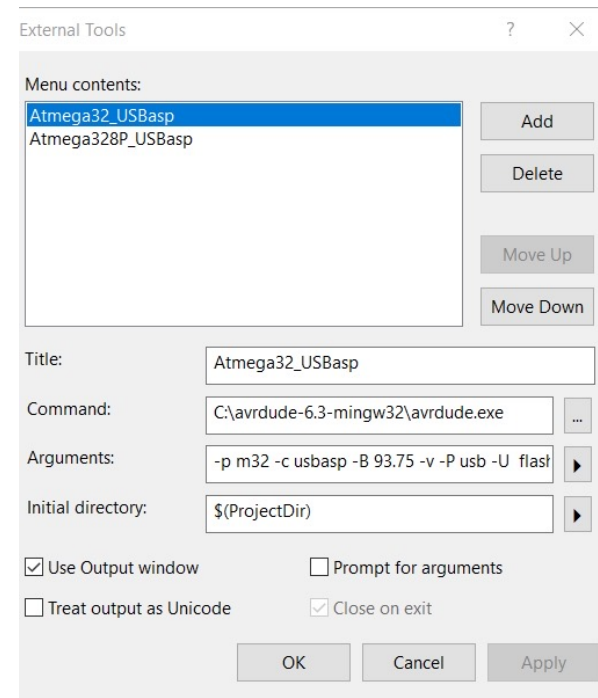 External Tools ? ×
Menu contents:
Atmega32_USBasp
Atmega328P_USBasp
Add
Delete
Move Up
Move Down
Title: Atmega32_USBasp
Command: C:\avrdude-6.3-mingw32\avrdude.exe ...
Arguments: -p m32 -c usbasp -B 93.75 -v -P usb -U  flash
Initial directory: $(ProjectDir)
Use Output window Prompt for arguments
Treat output as Unicode Close on exit
OK Cancel Apply